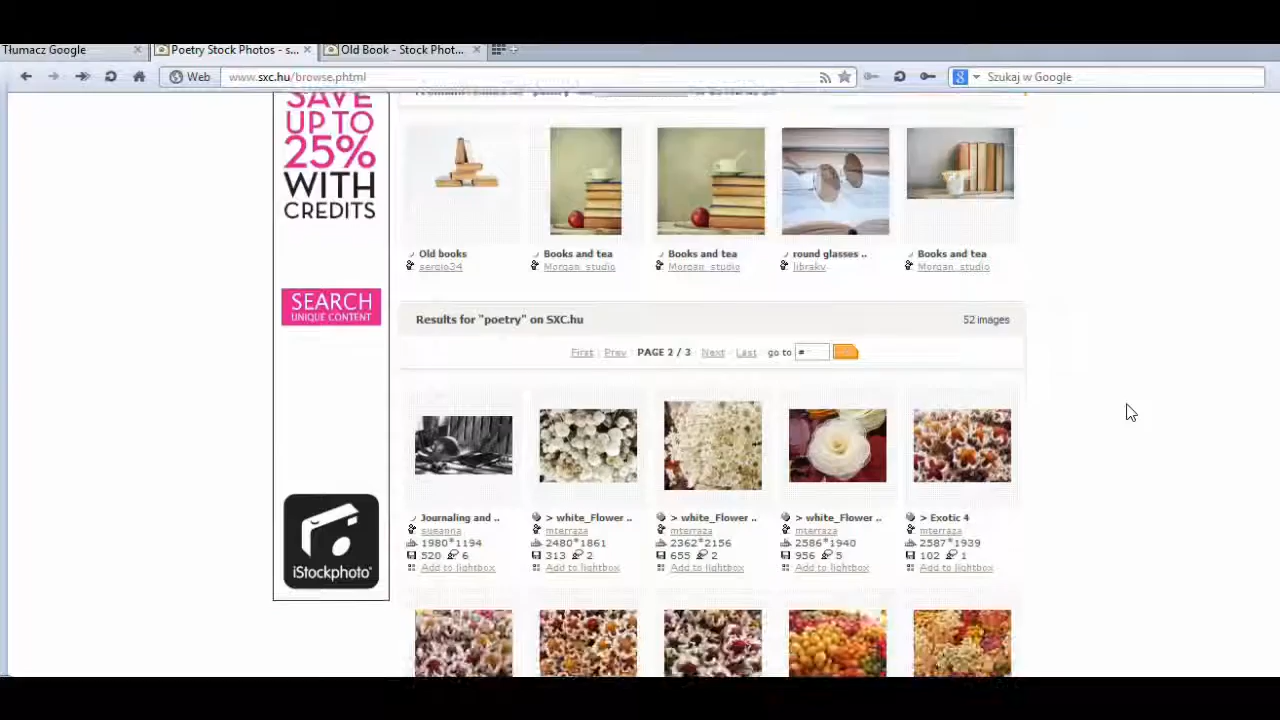 Tłumacz Google
Poetry Stock Photos - s...
Old Book - Stock Phot...
Web
www.sxc.hu/browse.phtml
Szukaj w Google
SAVE
UP TO
25%
WITH
CREDITS
SEARCH
UNIQUE CONTENT
iStockphoto
Old books
sergio34
Books and tea
Morgan_studio
Books and tea
Morgan_studio
round glasses ..
librakv
Books and tea
Morgan_studio
Results for "poetry" on SXC.hu
52 images
First | Prev | PAGE 2 / 3 | Next | Last go to #
Journaling and ..
1980*1194
520 6
Add to lightbox
> white_Flower ..
mterraza
2480*1861
313 2
Add to lightbox
> white_Flower ..
mterraza
2362*2156
655 2
Add to lightbox
> white_Flower ..
mterraza
2586*1940
956 5
Add to lightbox
> Exotic 4
mterraza
2587*1939
102 1
Add to lightbox